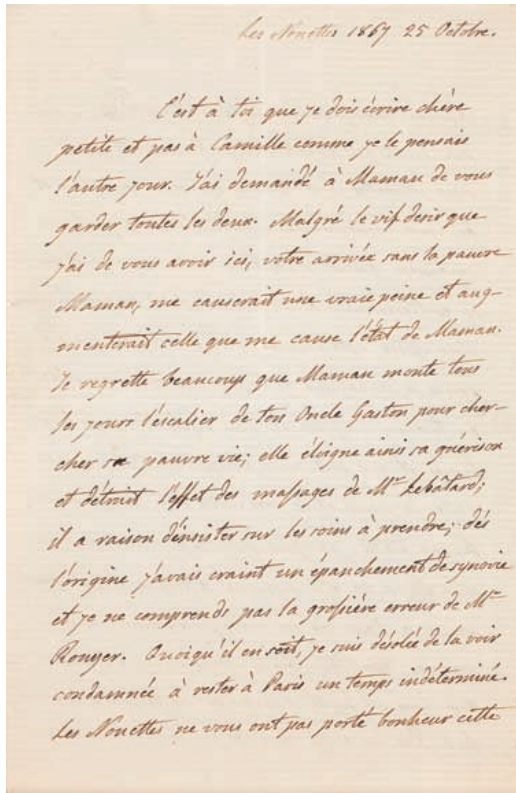 Les Nouettes 1867 25 Octobre.
C'est à toi que je dois écrire chère
petite et pas à Camille comme je le pensais
l'autre jour. J'ai demandé à Maman de vous
garder toutes les deux. Malgré le vif desir que
j'ai de vous avoir ici, votre arrivée sans la pauvre
Maman, me causerait une vraie peine et aug-
menterait celle que me cause l'état de Maman.
Je regrette beaucoup que Maman monte tous
les jours l'escalier de ton Oncle Gaston pour cher-
cher sa pauvre vie; elle éloigne ainsi sa guérison
et détruit l'effet des massages de Mr Lebâtard;
il a raison d'insister sur les soins à prendre; dès
l'origine j'avais craint un épanchement de synovie
et je ne comprends pas la grossière erreur de Mr
Rouyer. Quoiqu'il en soit, je suis désolée de la voir
condamnée à rester à Paris un temps indéterminé.
Les Nouettes ne vous ont pas porté bonheur cette